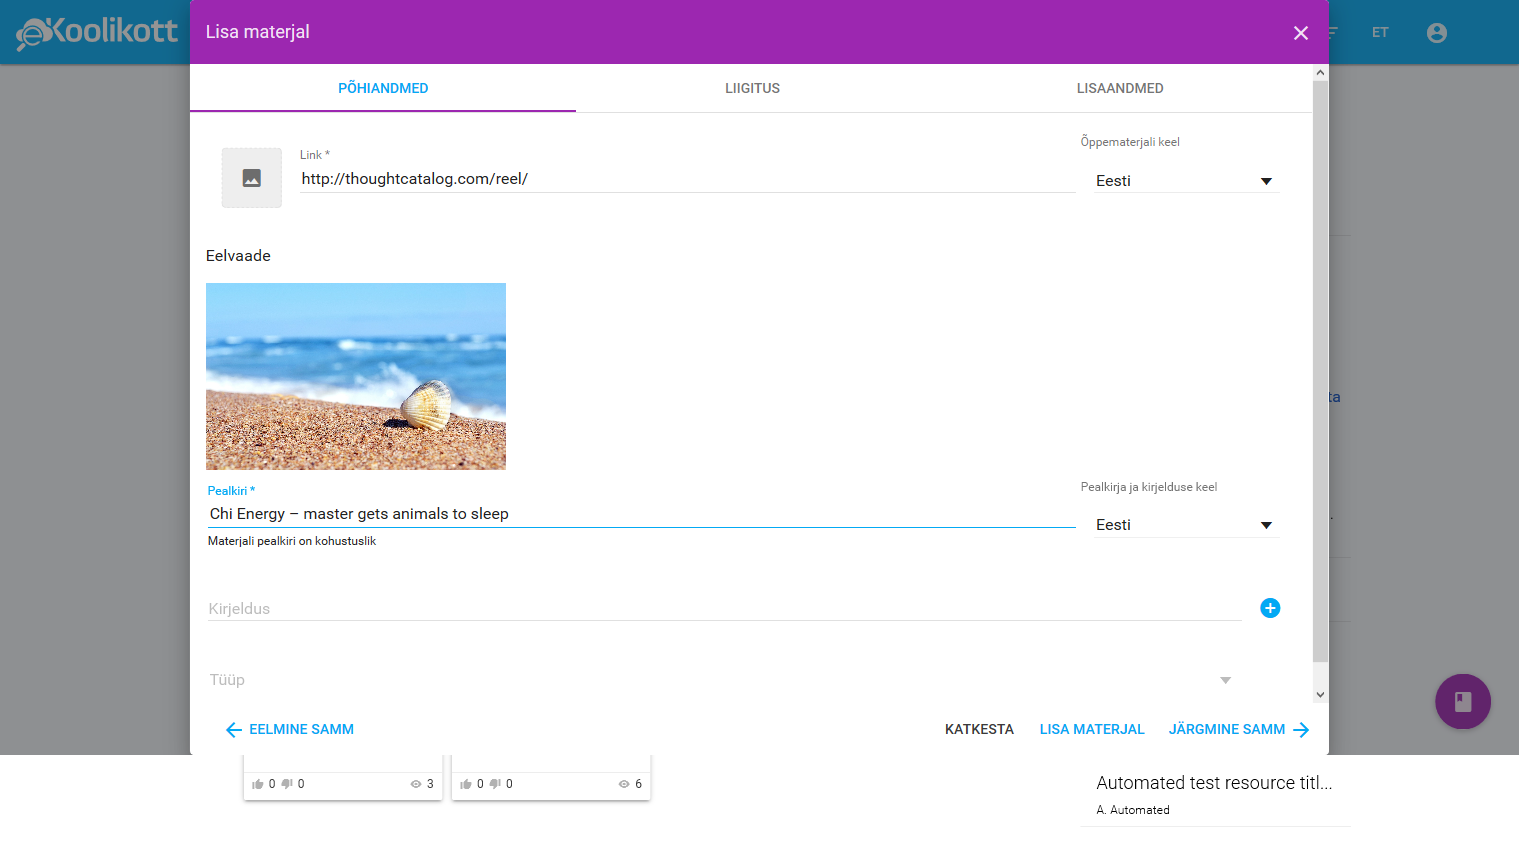 eKoolikott
Lisa materjal
ET
PÕHIANDMED
LIIGITUS
LISAANDMED
Link *
http://thoughtcatalog.com/reel/
Õppematerjali keel
Eesti
Eelvaade
ta
Pealkiri *
Chi Energy – master gets animals to sleep
Materjali pealkiri on kohustuslik
Pealkirja ja kirjelduse keel
Eesti
.
Kirjeldus
Tüüp
EELMINE SAMM
KATKESTA
LISA MATERJAL
JÄRGMINE SAMM
0 0 3
0 0 6
Automated test resource titl...
A. Automated